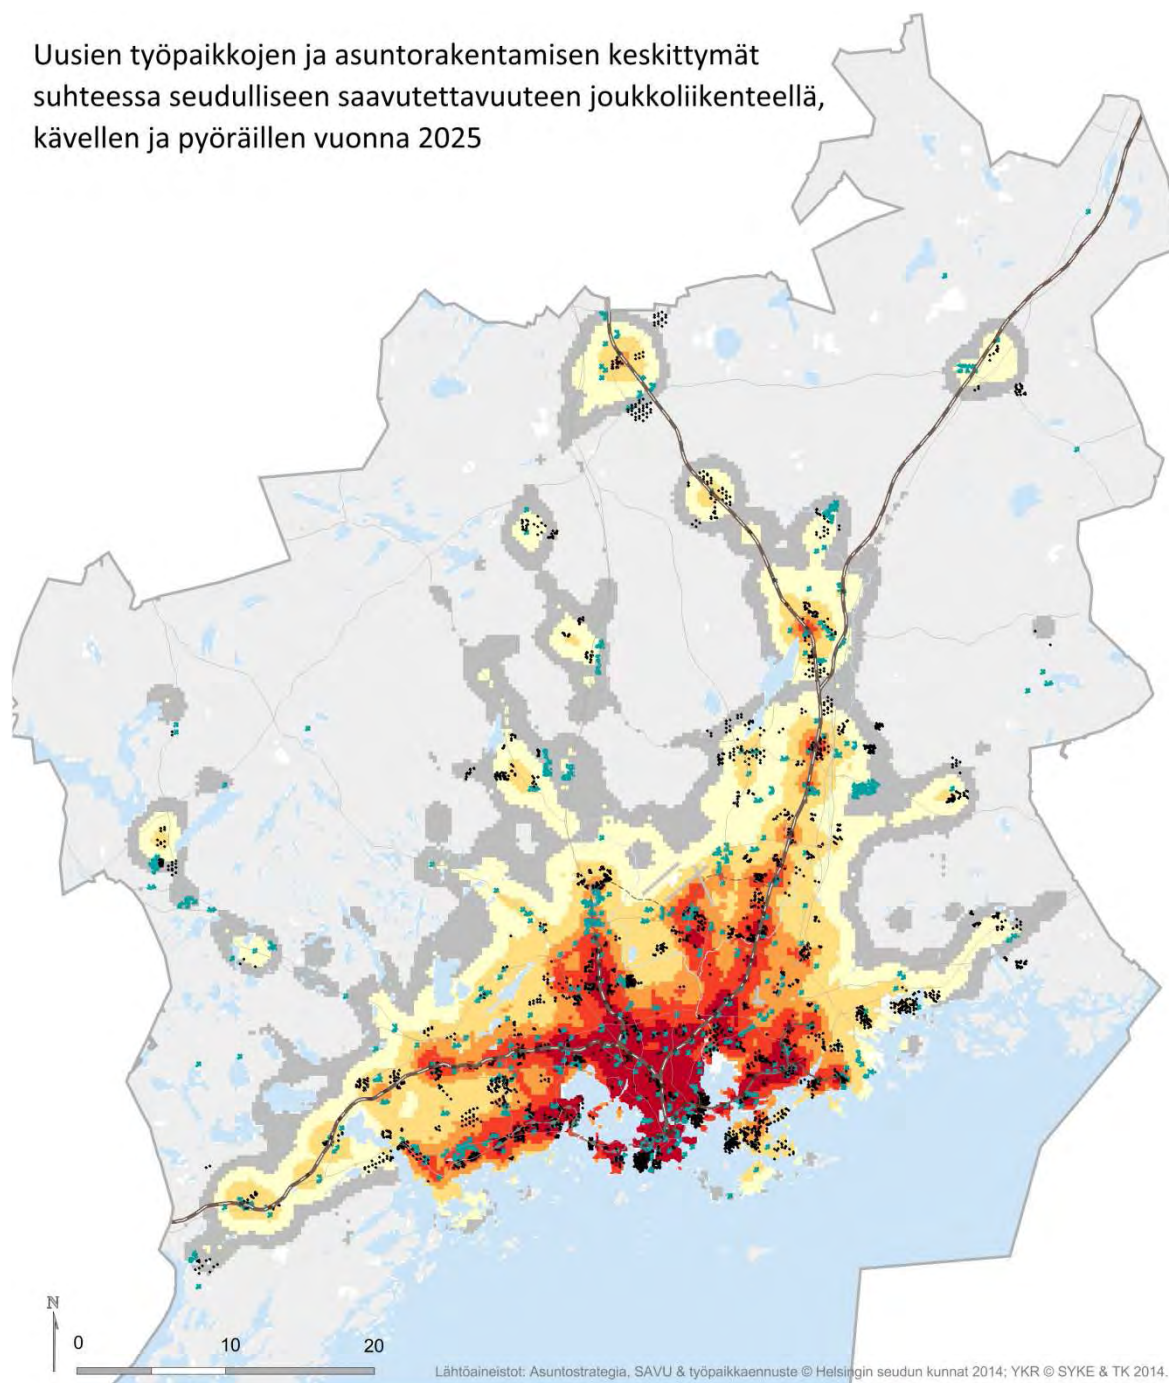 Uusien työpaikkojen ja asuntorakentamisen keskittymät
suhteessa seudulliseen saavutettavuuteen joukkoliikenteellä,
kävellen ja pyöräillen vuonna 2025
N
0 10 20
Lähtöaineistot: Asuntostrategia, SAVU & työpaikkaennuste © Helsingin seudun kunnat 2014; YKR © SYKE & TK 2014